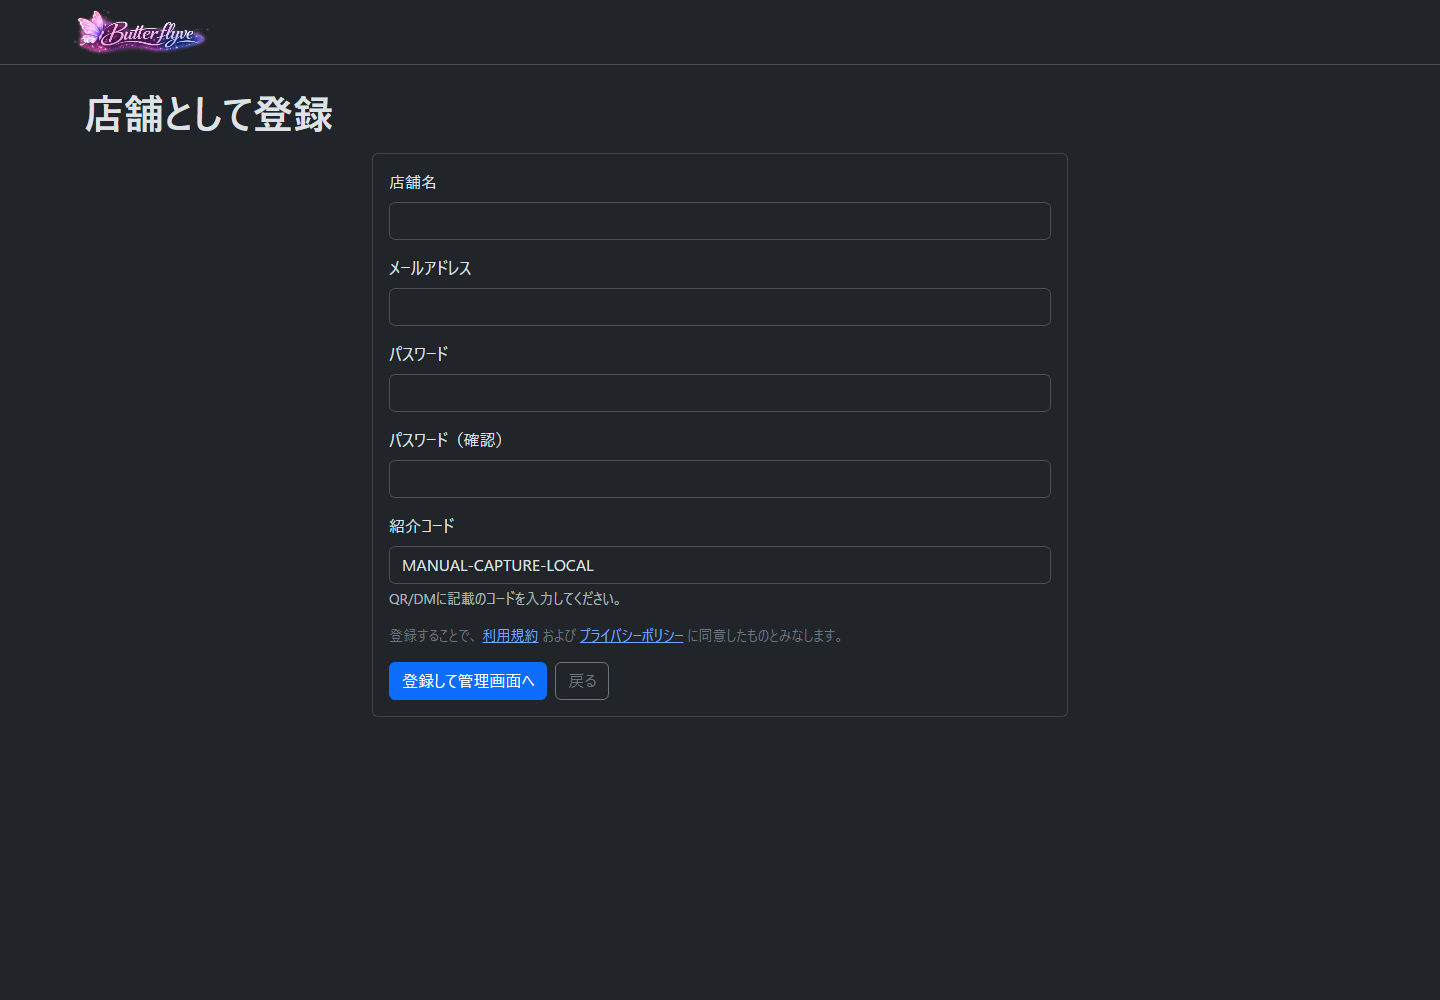 Butterflyve
店舗として登録
店舗名
メールアドレス
パスワード
パスワード（確認）
紹介コード
MANUAL-CAPTURE-LOCAL
QR/DMに記載のコードを入力してください。
登録することで、利用規約 および プライバシーポリシー に同意したものとみなします。
登録して管理画面へ 戻る